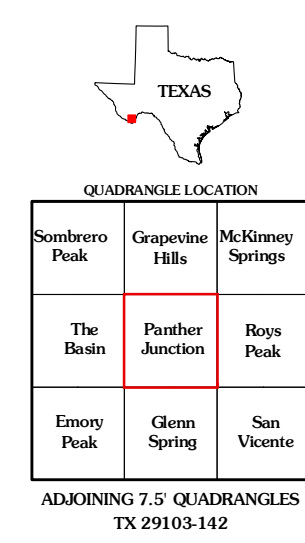 TEXAS
QUADRANGLE LOCATION
Sombrero Peak
Grapevine Hills
McKinney Springs
The Basin
Panther Junction
Roys Peak
Emory Peak
Glenn Spring
San Vicente
ADJOINING 7.5' QUADRANGLES
TX 29103-142